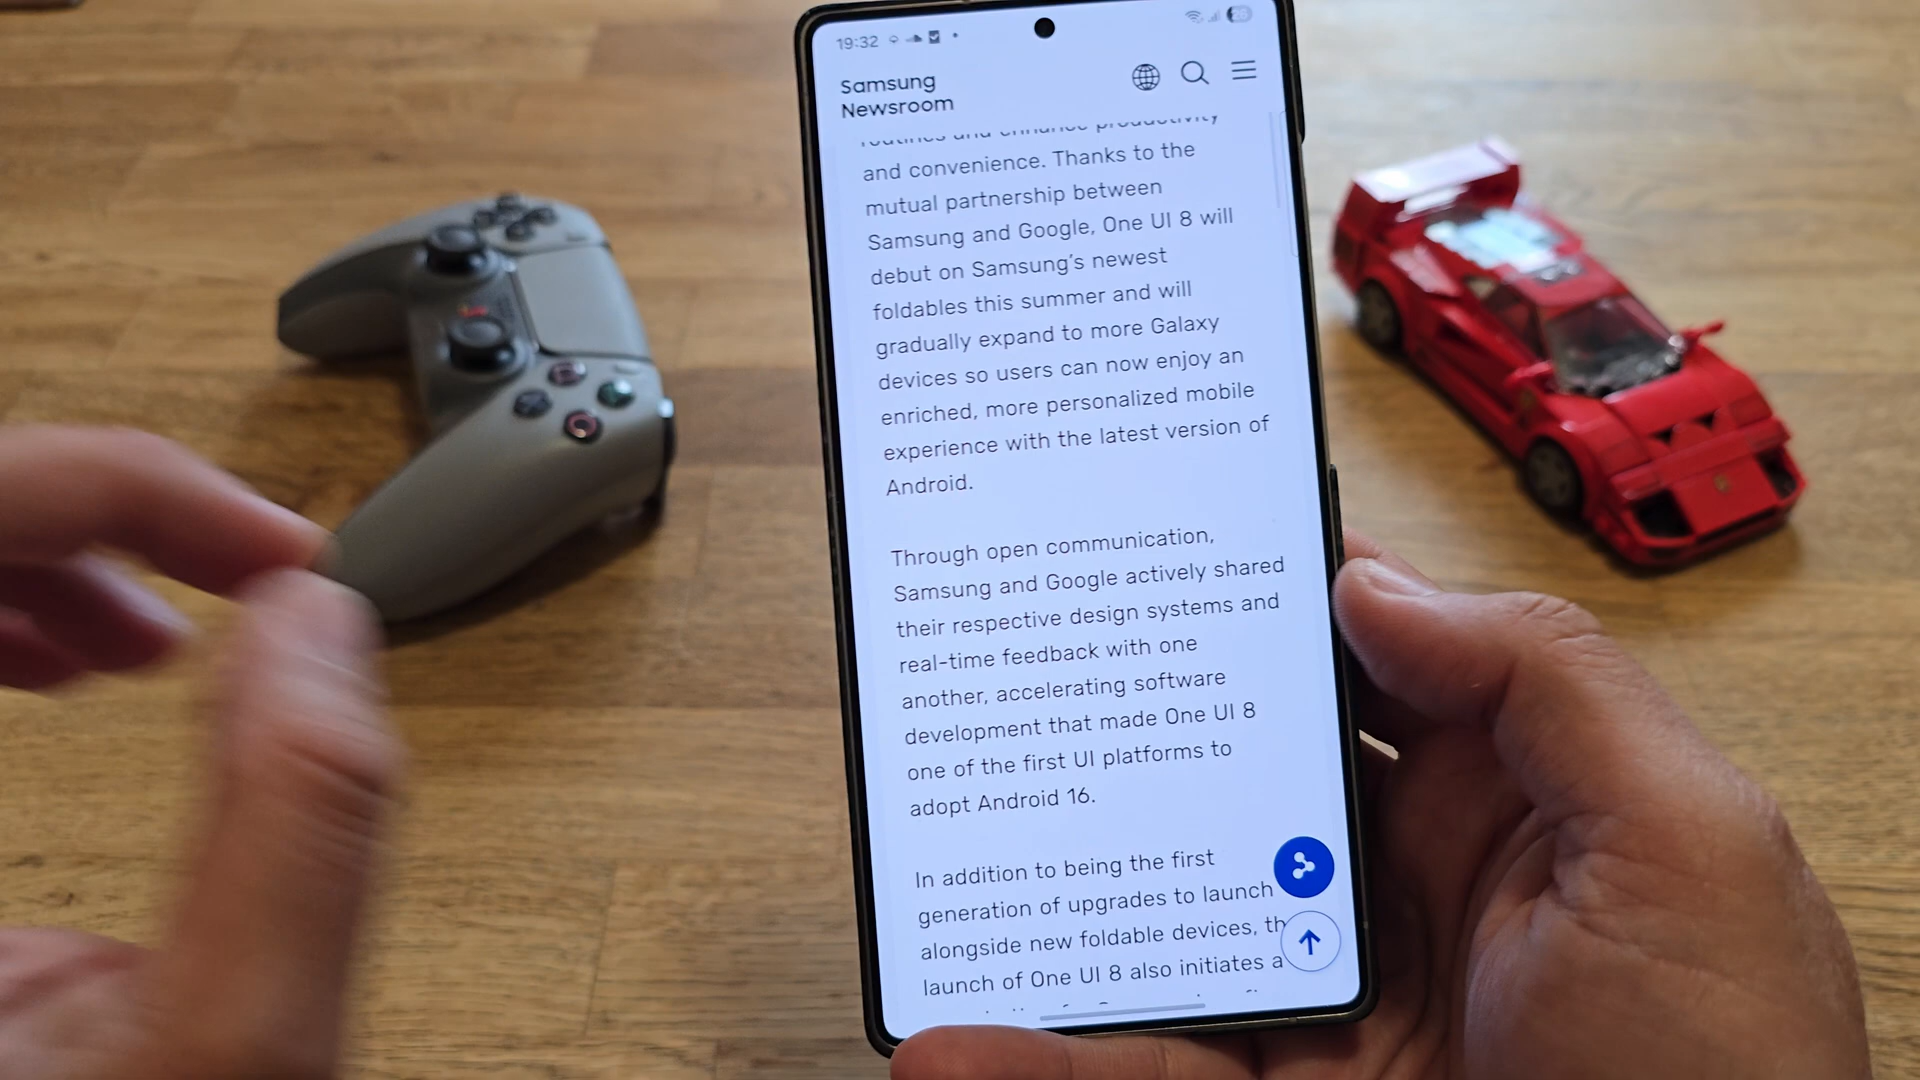 19:32
Samsung
Newsroom
routines and enhance productivity
and convenience. Thanks to the
mutual partnership between
Samsung and Google, One UI 8 will
debut on Samsung’s newest
foldables this summer and will
gradually expand to more Galaxy
devices so users can now enjoy an
enriched, more personalized mobile
experience with the latest version of
Android.
Through open communication,
Samsung and Google actively shared
their respective design systems and
real-time feedback with one
another, accelerating software
development that made One UI 8
one of the first UI platforms to
adopt Android 16.
In addition to being the first
generation of upgrades to launch
alongside new foldable devices, th
launch of One UI 8 also initiates a